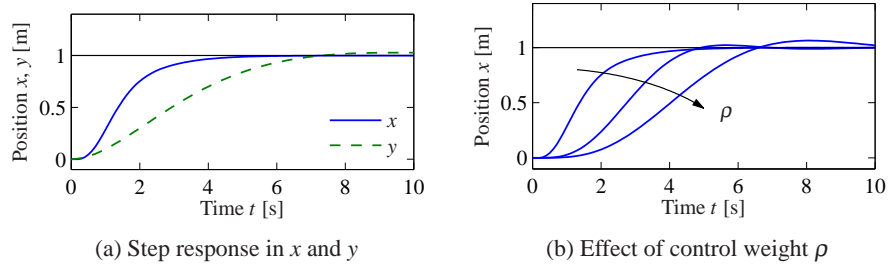 Position x, y [m]
1
0.5
0
x
y
0 2 4 6 8 10
Time t [s]
(a) Step response in x and y
Position x [m]
1
0.5
0
ρ
0 2 4 6 8 10
Time t [s]
(b) Effect of control weight ρ